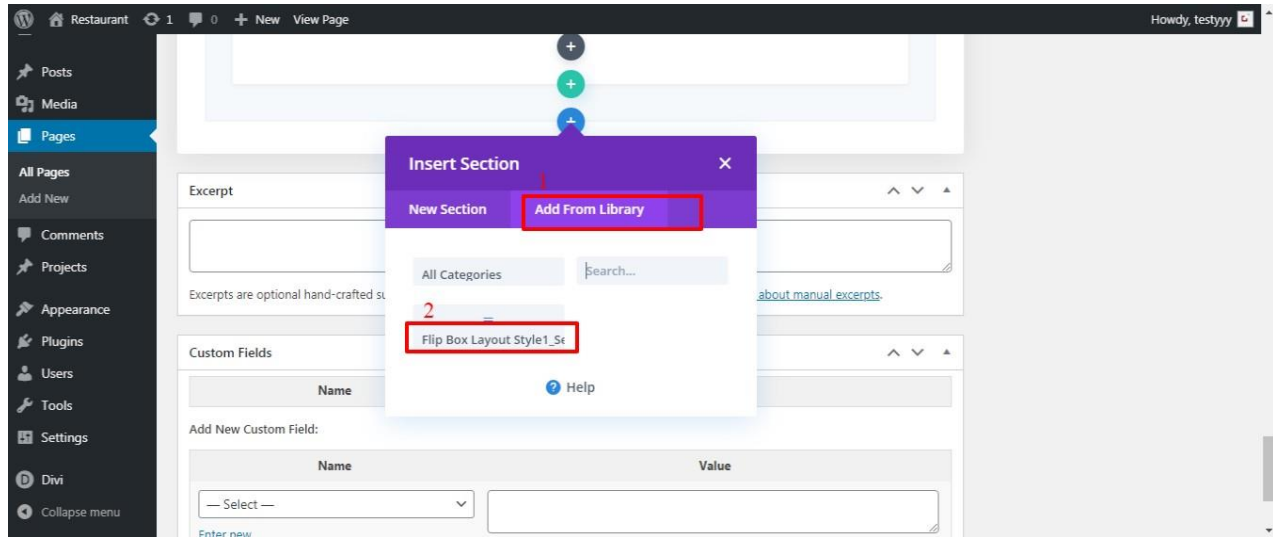 Restaurant 1 0 New View Page Howdy, testyyy
Posts
Media
Pages
All Pages
Add New
Comments
Projects
Appearance
Plugins
Users
Tools
Settings
Divi
Collapse menu
Insert Section
1
New Section Add From Library
All Categories Search...
2
Flip Box Layout Style1_Se
Help
Excerpt
Excerpts are optional hand-crafted su
about manual excerpts.
Custom Fields
Name
Add New Custom Field:
Name Value
— Select —
Enter new